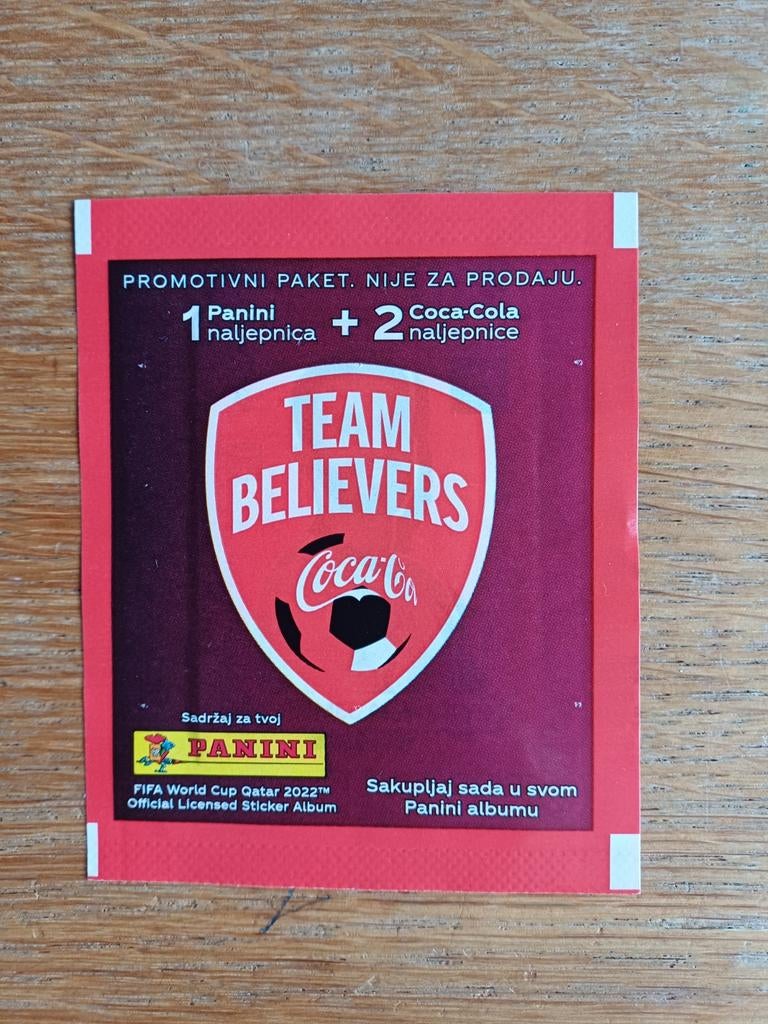 PROMOTIVNI PAKET. NIJE ZA PRODAJU.
1 Panini naljepnica + 2 Coca-Cola naljepnice
TEAM
BELIEVERS
Coca-Co
Sadržaj za tvoj
PANINI
FIFA World Cup Qatar 2022™
Official Licensed Sticker Album
Sakupljaj sada u svom
Panini albumu